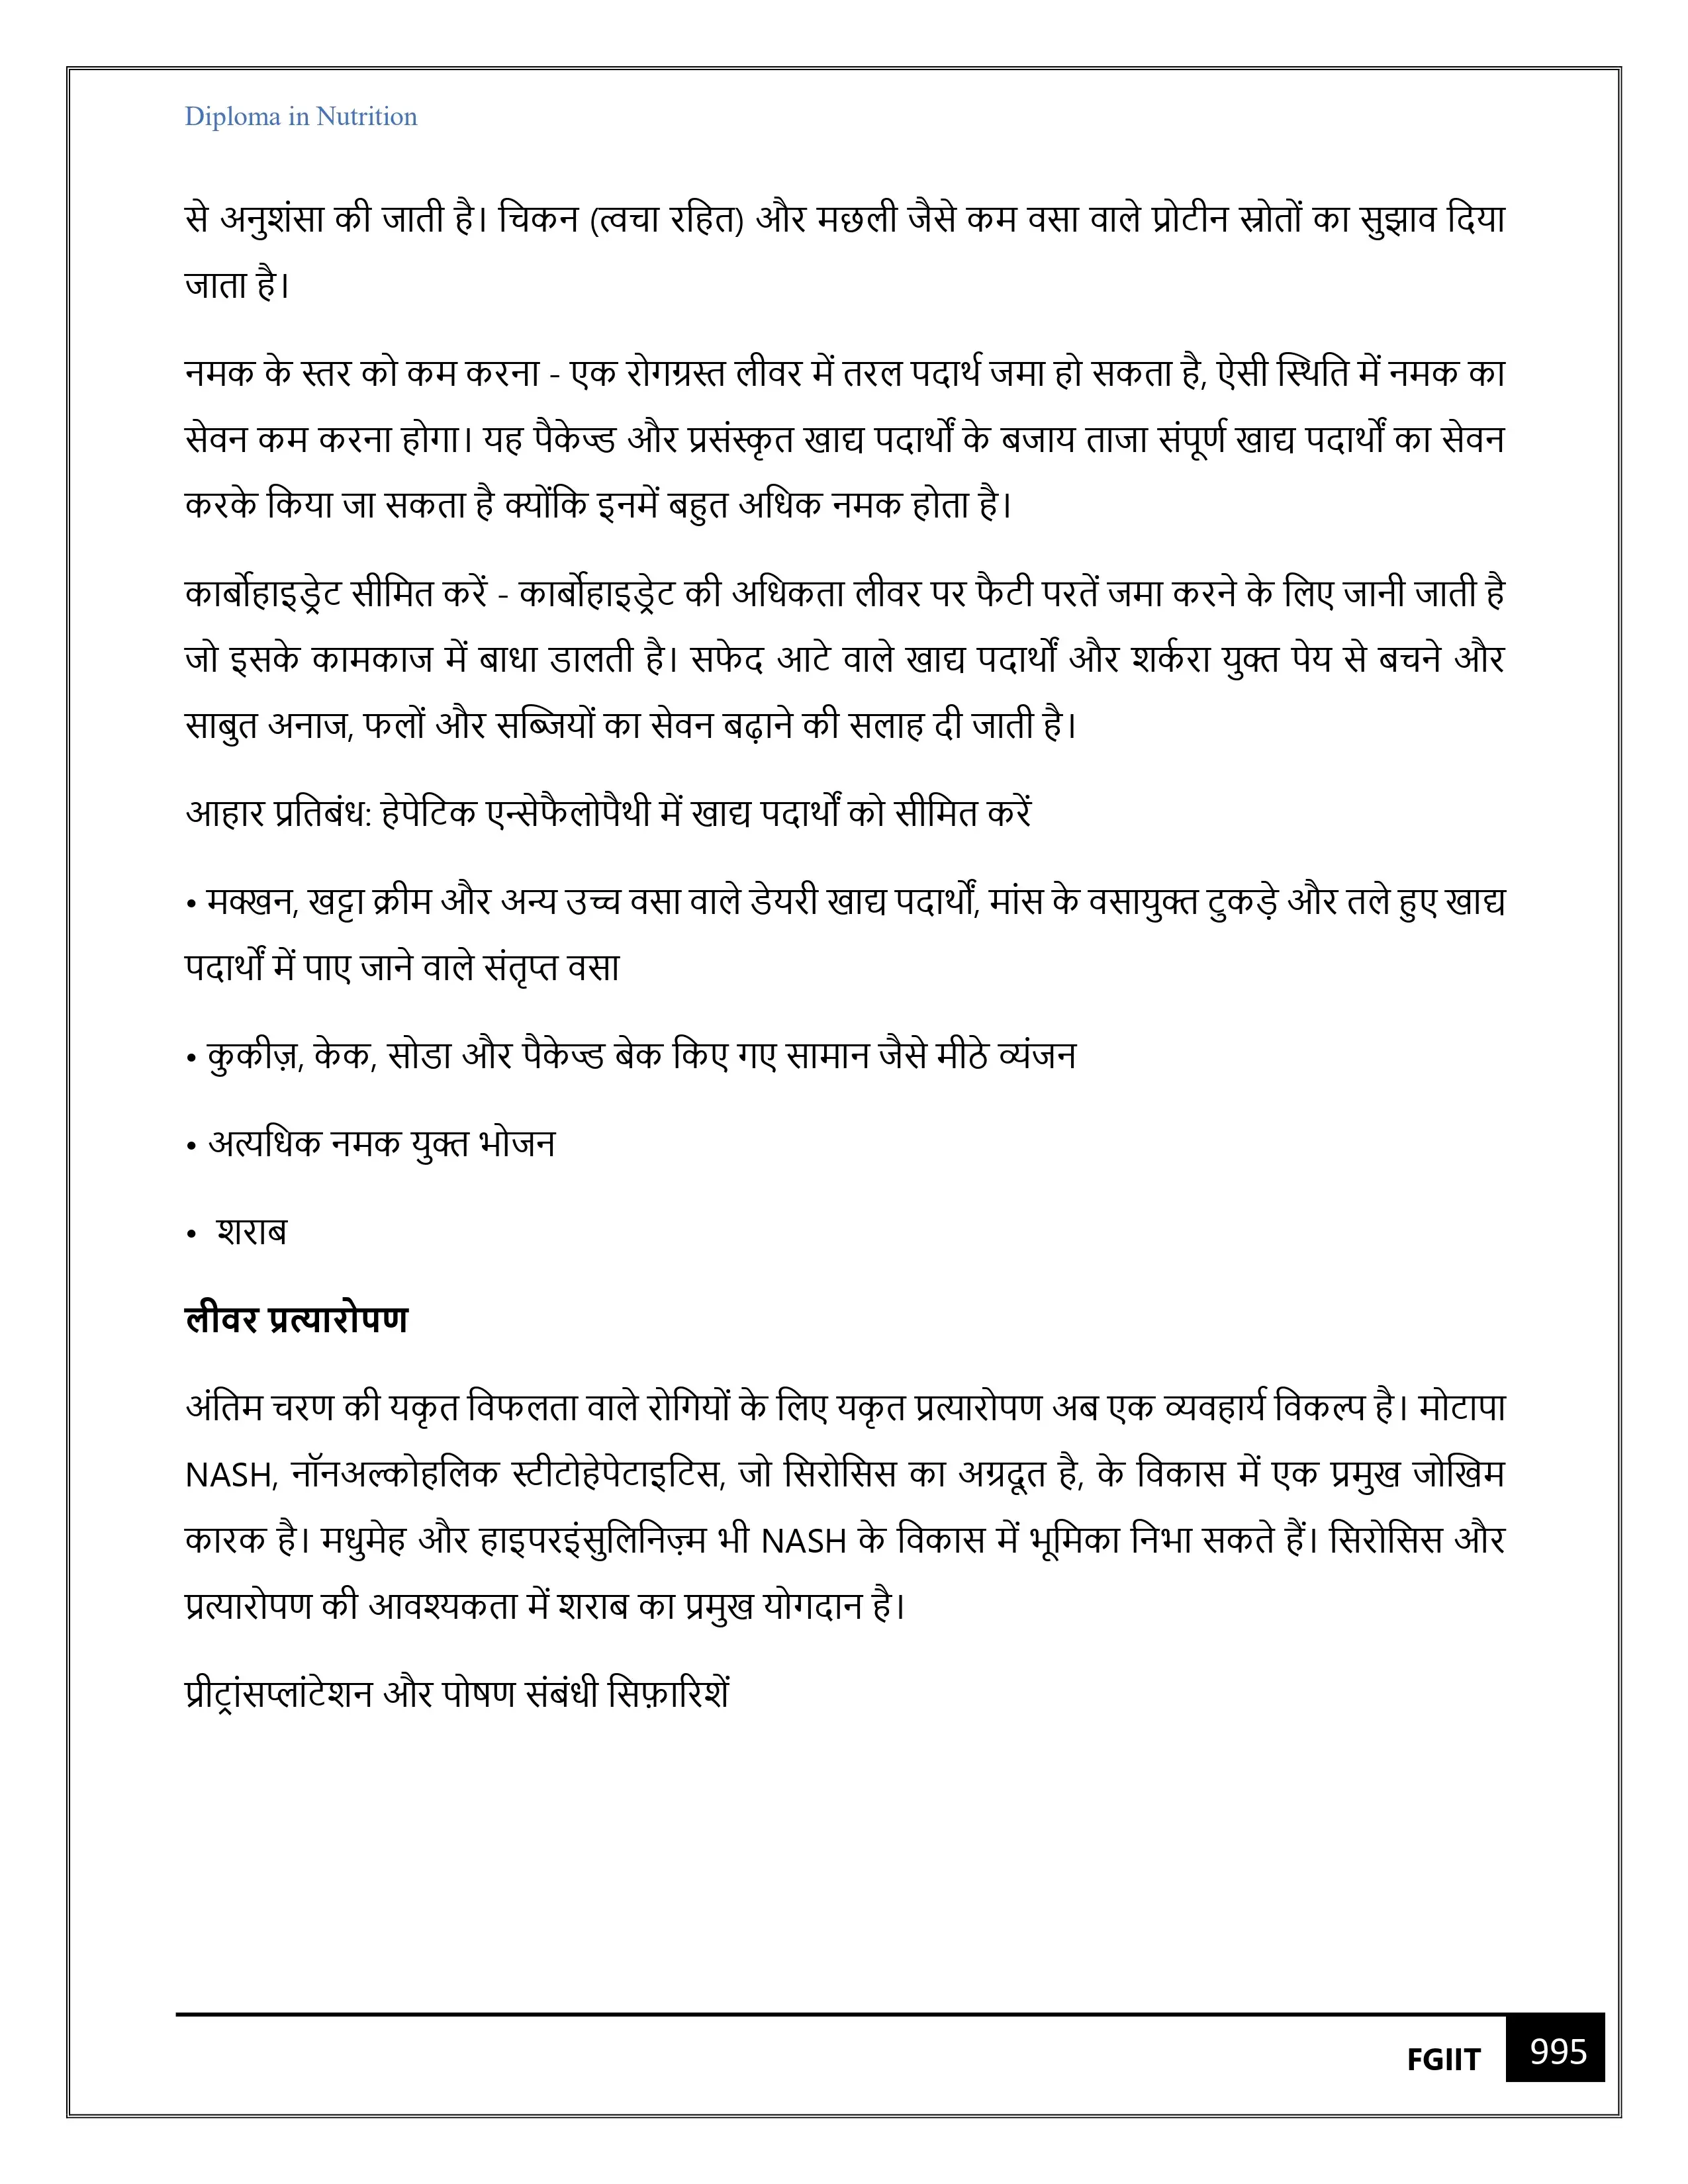 Diploma in Nutrition
से अनुशंसा की जाती है। चिकन (त्वचा रहित) और मछली जैसे कम वसा वाले प्रोटीन स्रोतों का सुझाव दिया
जाता है।
नमक के स्तर को कम करना - एक रोगग्रस्त लीवर में तरल पदार्थ जमा हो सकता है, ऐसी स्थिति में नमक का
सेवन कम करना होगा। यह पैकेज्ड और प्रसंस्कृत खाद्य पदार्थों के बजाय ताजा संपूर्ण खाद्य पदार्थों का सेवन
करके किया जा सकता है क्योंकि इनमें बहुत अधिक नमक होता है।
कार्बोहाइड्रेट सीमित करें - कार्बोहाइड्रेट की अधिकता लीवर पर फैटी परतें जमा करने के लिए जानी जाती है
जो इसके कामकाज में बाधा डालती है। सफेद आटे वाले खाद्य पदार्थों और शर्करा युक्त पेय से बचने और
साबुत अनाज, फलों और सब्जियों का सेवन बढ़ाने की सलाह दी जाती है।
आहार प्रतिबंध: हेपेटिक एन्सेफैलोपैथी में खाद्य पदार्थों को सीमित करें
• मक्खन, खट्टा क्रीम और अन्य उच्च वसा वाले डेयरी खाद्य पदार्थों, मांस के वसायुक्त टुकड़े और तले हुए खाद्य
पदार्थों में पाए जाने वाले संतृप्त वसा
• कुकीज़, केक, सोडा और पैकेज्ड बेक किए गए सामान जैसे मीठे व्यंजन
• अत्यधिक नमक युक्त भोजन
• शराब
लीवर प्रत्यारोपण
अंतिम चरण की यकृत विफलता वाले रोगियों के लिए यकृत प्रत्यारोपण अब एक व्यवहार्य विकल्प है। मोटापा
NASH, नॉनअल्कोहलिक स्टीटोहेपेटाइटिस, जो सिरोसिस का अग्रदूत है, के विकास में एक प्रमुख जोखिम
कारक है। मधुमेह और हाइपरइंसुलिनिज़्म भी NASH के विकास में भूमिका निभा सकते हैं। सिरोसिस और
प्रत्यारोपण की आवश्यकता में शराब का प्रमुख योगदान है।
प्रीट्रांसप्लांटेशन और पोषण संबंधी सिफ़ारिशें
FGIIT 995